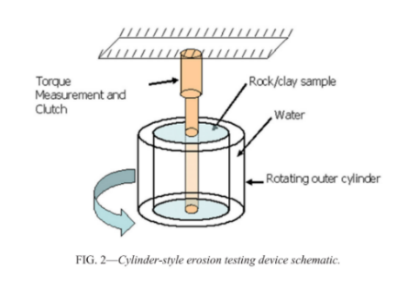 Torque
Measurement and
Clutch
Rock/clay sample
Water
Rotating outer cylinder
FIG. 2—Cylinder-style erosion testing device schematic.